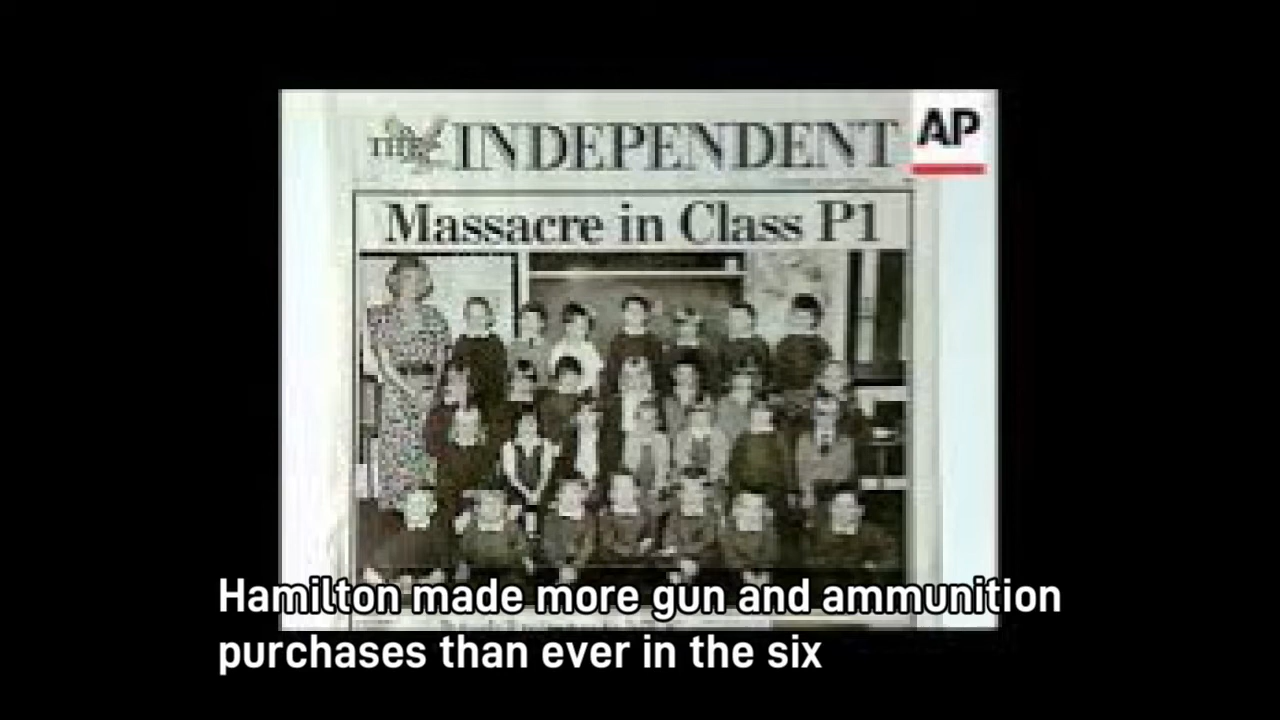 THE INDEPENDENT
AP
Massacre in Class P1
Hamilton made more gun and ammunition
purchases than ever in the six